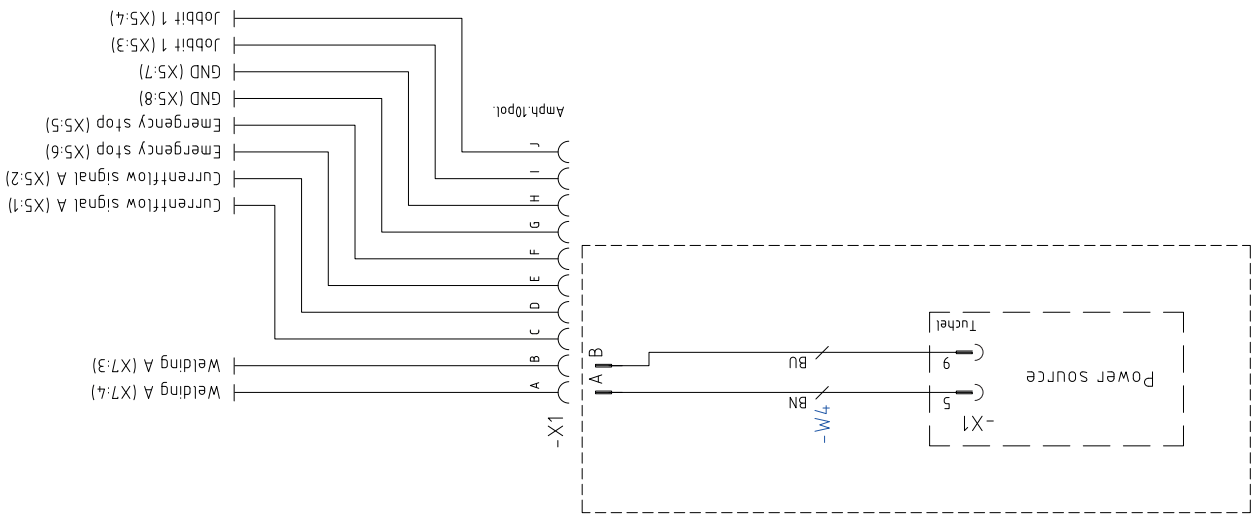 Jobbit 1 (X5:4)
Jobbit 1 (X5:3)
GND (X5:7)
GND (X5:8)
Emergency stop (X5:5)
Emergency stop (X5:6)
Currentflow signal A (X5:2)
Currentflow signal A (X5:1)
Welding A (X7:3)
Welding A (X7:4)
Amph.10pol.
J
I
H
G
F
E
D
C
B
A
-X1
B
A
BU
BN
-W4
Tuchel
6
5
-X1
Power source